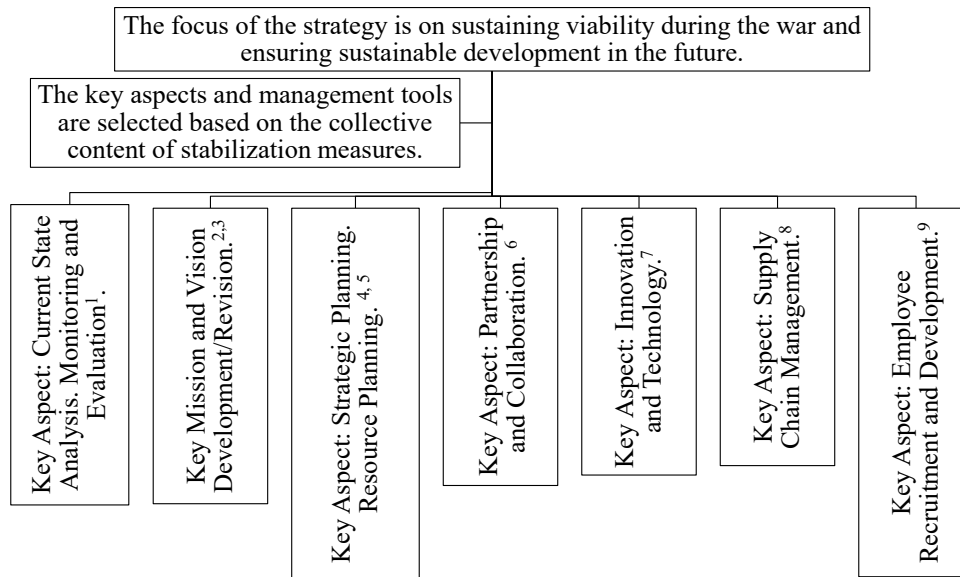 The focus of the strategy is on sustaining viability during the war and
ensuring sustainable development in the future.
The key aspects and management tools
are selected based on the collective
content of stabilization measures.
Key Aspect: Current State
Analysis. Monitoring and
Evaluation¹.
Key Mission and Vision
Development/Revision.²,³
Key Aspect: Strategic Planning.
Resource Planning. ⁴, ⁵
Key Aspect: Partnership
and Collaboration. ⁶
Key Aspect: Innovation
and Technology.⁷
Key Aspect: Supply
Chain Management.⁸
Key Aspect: Employee
Recruitment and Development.⁹